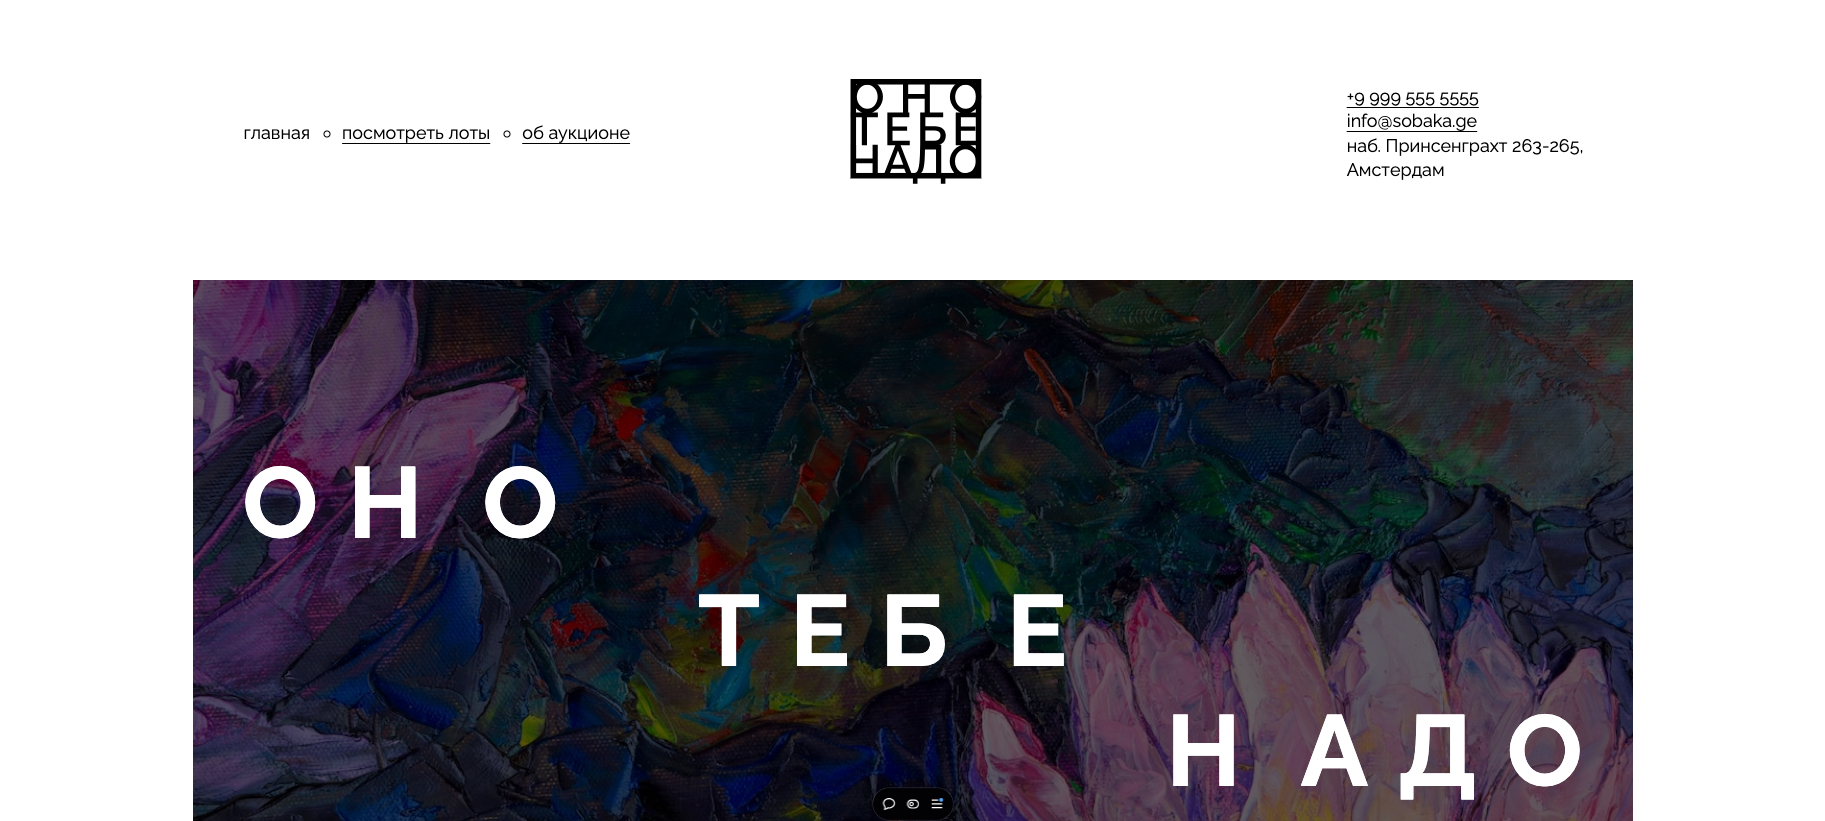 главная
посмотреть лоты
об аукционе
ОНО
ТЕБЕ
НАДО
+9 999 555 5555
info@sobaka.ge
наб. Принсенграхт 263-265,
Амстердам
ОНО
ТЕБЕ
НАДО